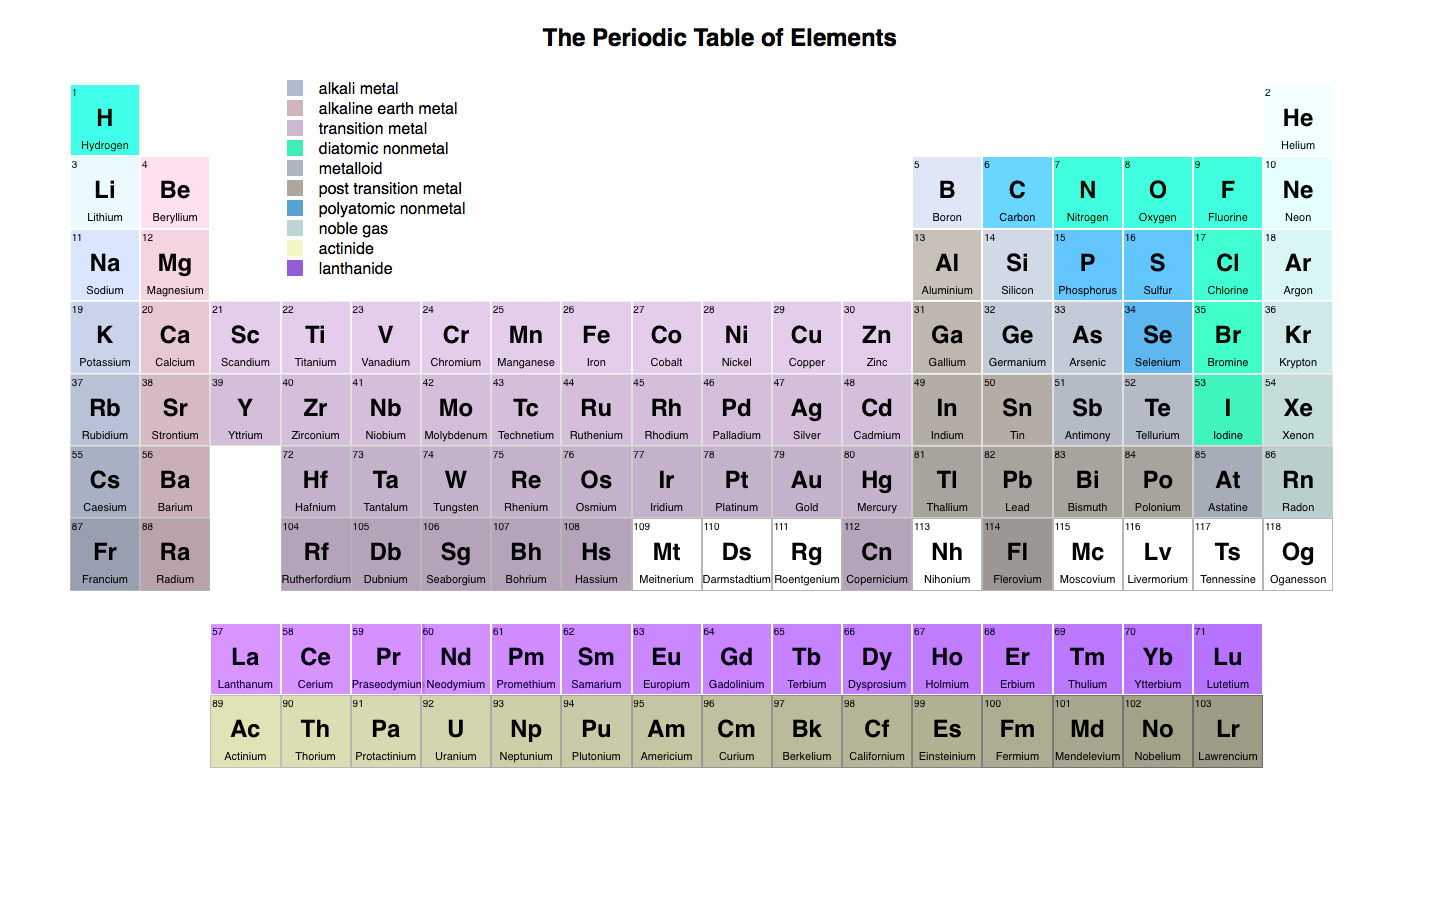 The Periodic Table of Elements
alkali metal
alkaline earth metal
transition metal
diatomic nonmetal
metalloid
post transition metal
polyatomic nonmetal
noble gas
actinide
lanthanide
1 2
H He
Hydrogen Helium
3 4 5 6 7 8 9 10
Li Be B C N O F Ne
Lithium Beryllium Boron Carbon Nitrogen Oxygen Fluorine Neon
11 12 13 14 15 16 17 18
Na Mg Al Si P S Cl Ar
Sodium Magnesium Aluminium Silicon Phosphorus Sulfur Chlorine Argon
19 20 21 22 23 24 25 26 27 28 29 30 31 32 33 34 35 36
K Ca Sc Ti V Cr Mn Fe Co Ni Cu Zn Ga Ge As Se Br Kr
Potassium Calcium Scandium Titanium Vanadium Chromium Manganese Iron Cobalt Nickel Copper Zinc Gallium Germanium Arsenic Selenium Bromine Krypton
37 38 39 40 41 42 43 44 45 46 47 48 49 50 51 52 53 54
Rb Sr Y Zr Nb Mo Tc Ru Rh Pd Ag Cd In Sn Sb Te I Xe
Rubidium Strontium Yttrium Zirconium Niobium Molybdenum Technetium Ruthenium Rhodium Palladium Silver Cadmium Indium Tin Antimony Tellurium Iodine Xenon
55 56 72 73 74 75 76 77 78 79 80 81 82 83 84 85 86
Cs Ba Hf Ta W Re Os Ir Pt Au Hg Tl Pb Bi Po At Rn
Caesium Barium Hafnium Tantalum Tungsten Rhenium Osmium Iridium Platinum Gold Mercury Thallium Lead Bismuth Polonium Astatine Radon
87 88 104 105 106 107 108 109 110 111 112 113 114 115 116 117 118
Fr Ra Rf Db Sg Bh Hs Mt Ds Rg Cn Nh Fl Mc Lv Ts Og
Francium Radium Rutherfordium Dubnium Seaborgium Bohrium Hassium Meitnerium Darmstadtium Roentgenium Copernicium Nihonium Flerovium Moscovium Livermorium Tennessine Oganesson
57 58 59 60 61 62 63 64 65 66 67 68 69 70 71
La Ce Pr Nd Pm Sm Eu Gd Tb Dy Ho Er Tm Yb Lu
Lanthanum Cerium Praseodymium Neodymium Promethium Samarium Europium Gadolinium Terbium Dysprosium Holmium Erbium Thulium Ytterbium Lutetium
89 90 91 92 93 94 95 96 97 98 99 100 101 102 103
Ac Th Pa U Np Pu Am Cm Bk Cf Es Fm Md No Lr
Actinium Thorium Protactinium Uranium Neptunium Plutonium Americium Curium Berkelium Californium Einsteinium Fermium Mendelevium Nobelium Lawrencium